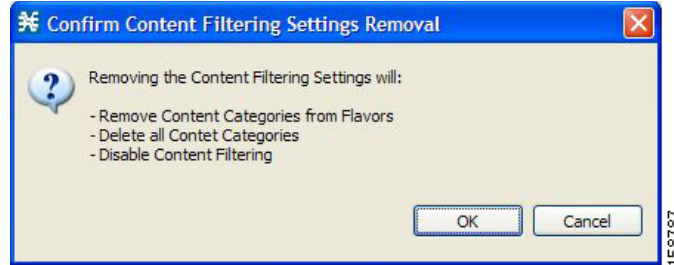 Confirm Content Filtering Settings Removal
Removing the Content Filtering Settings will:
- Remove Content Categories from Flavors
- Delete all Contet Categories
- Disable Content Filtering
OK
Cancel
158787